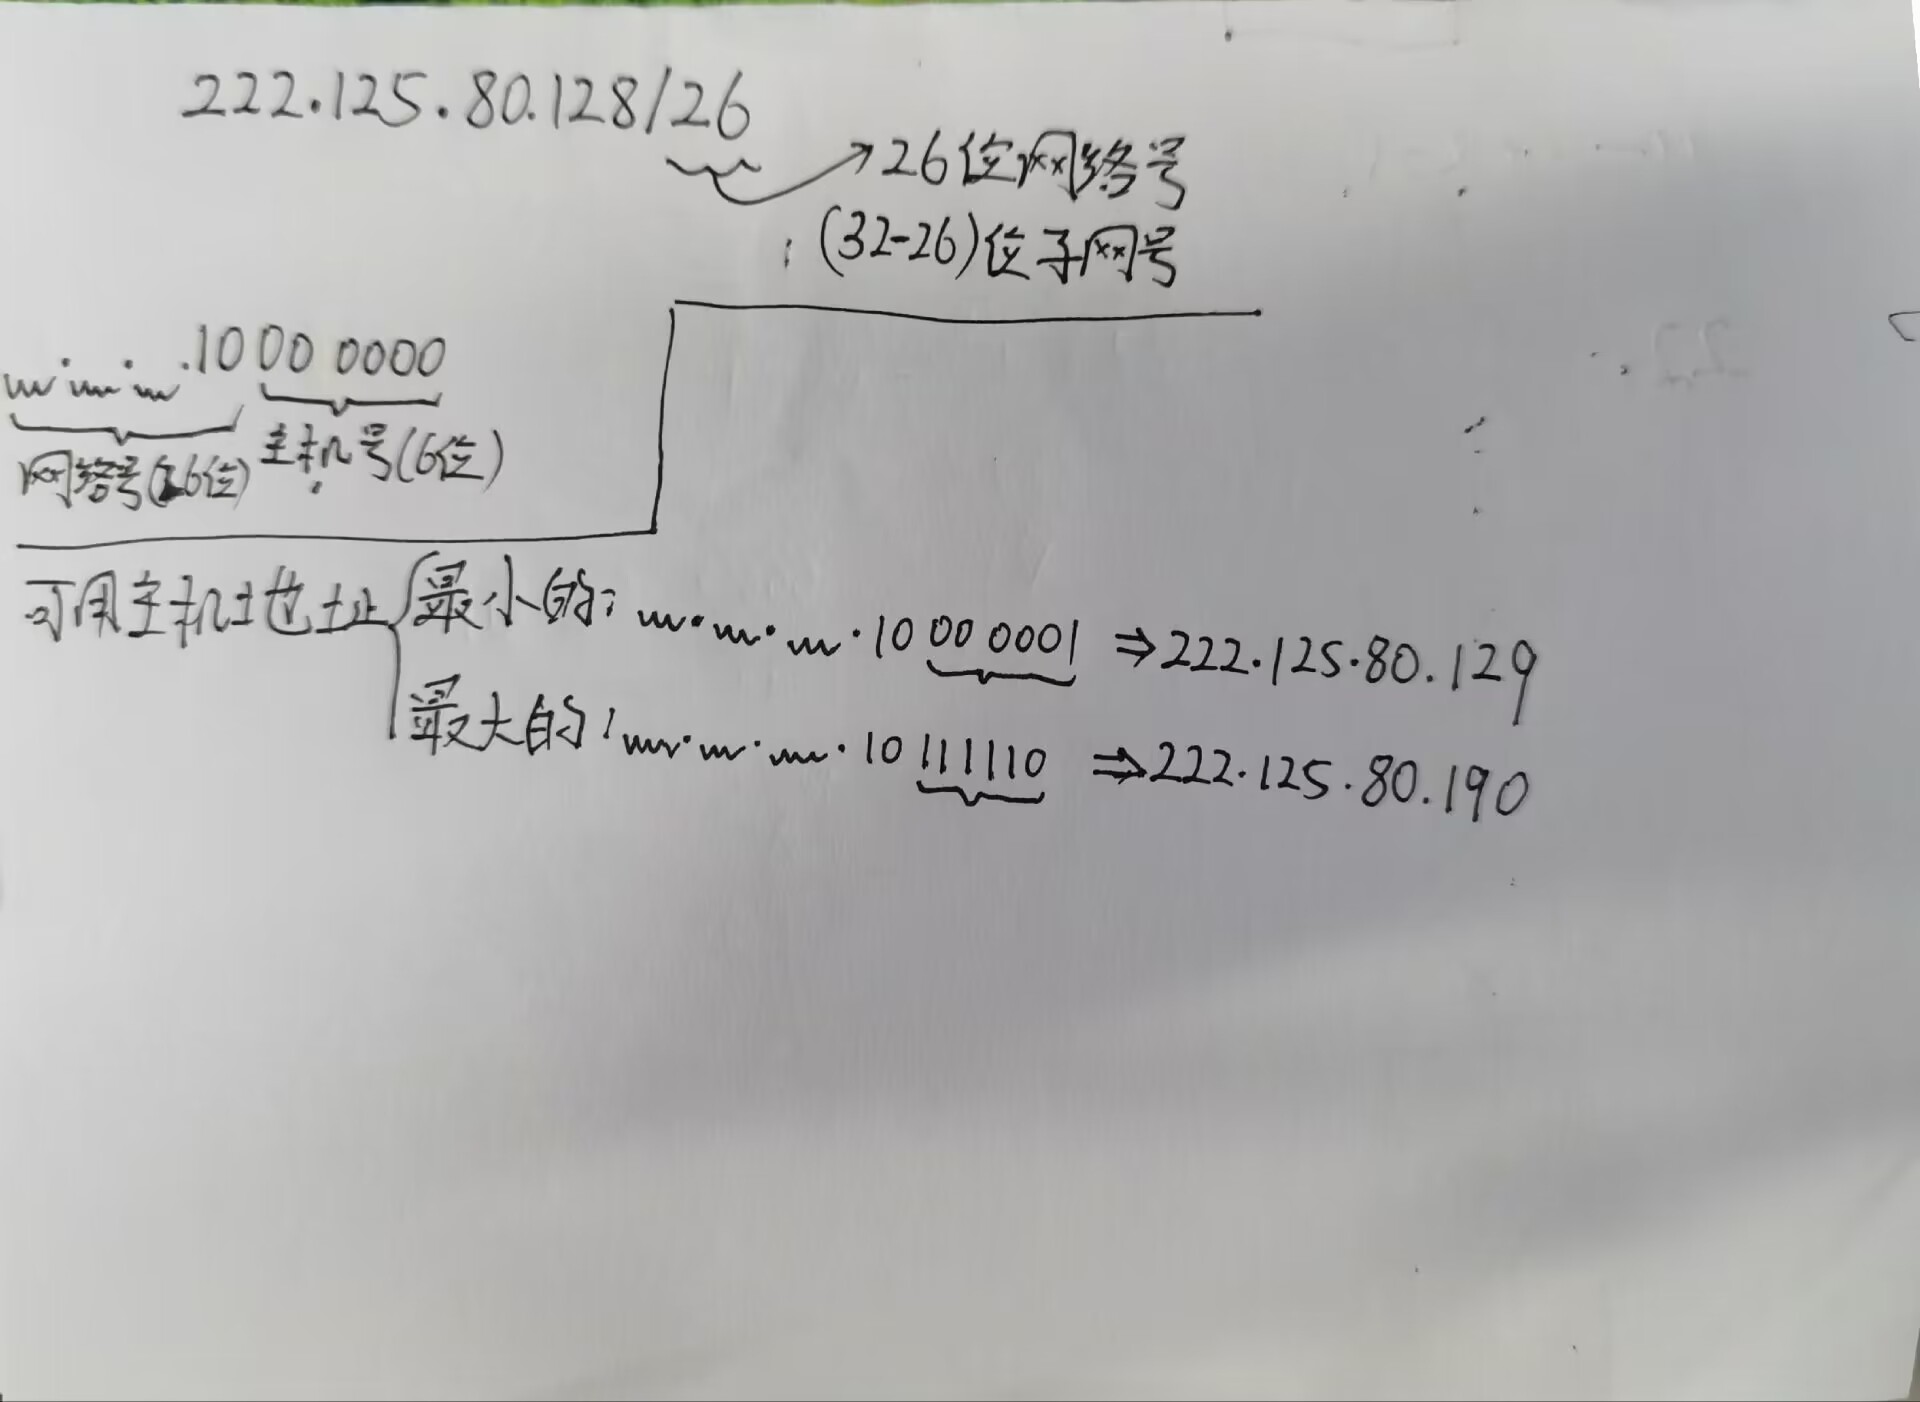 222.125.80.128/26
26位网络号
(32-26)位子网号
.1000 0000
网络号(26位) 主机号(6位)
可用主机地址
最小的: .10 00 0001 ⇒222.125.80.129
最大的: .10 111110 ⇒222.125.80.190